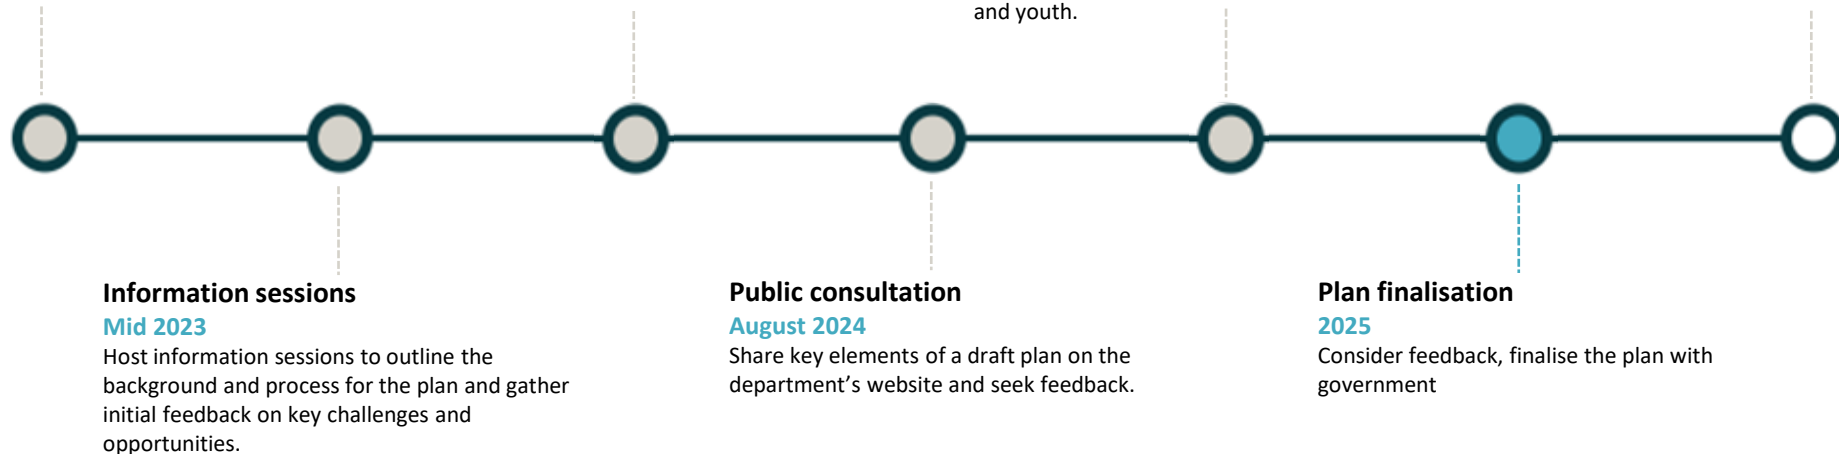 and youth.
Information sessions
Mid 2023
Host information sessions to outline the
background and process for the plan and gather
initial feedback on key challenges and
opportunities.
Public consultation
August 2024
Share key elements of a draft plan on the
department’s website and seek feedback.
Plan finalisation
2025
Consider feedback, finalise the plan with
government